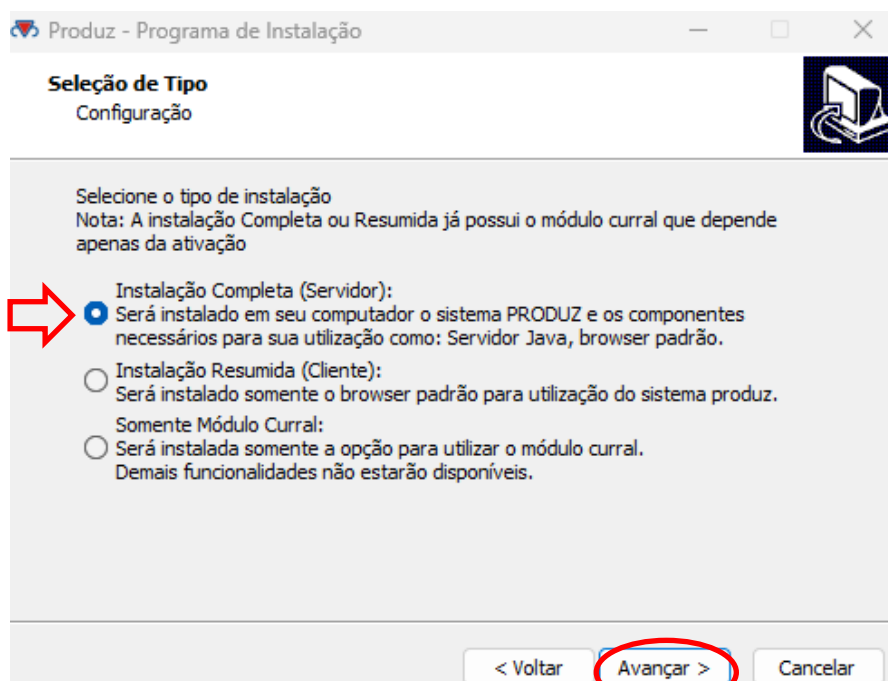 Produz - Programa de Instalação
Seleção de Tipo
Configuração
Selecione o tipo de instalação
Nota: A instalação Completa ou Resumida já possui o módulo curral que depende
apenas da ativação
Instalação Completa (Servidor):
Será instalado em seu computador o sistema PRODUZ e os componentes
necessários para sua utilização como: Servidor Java, browser padrão.
Instalação Resumida (Cliente):
Será instalado somente o browser padrão para utilização do sistema produz.
Somente Módulo Curral:
Será instalada somente a opção para utilizar o módulo curral.
Demais funcionalidades não estarão disponíveis.
< Voltar Avançar > Cancelar